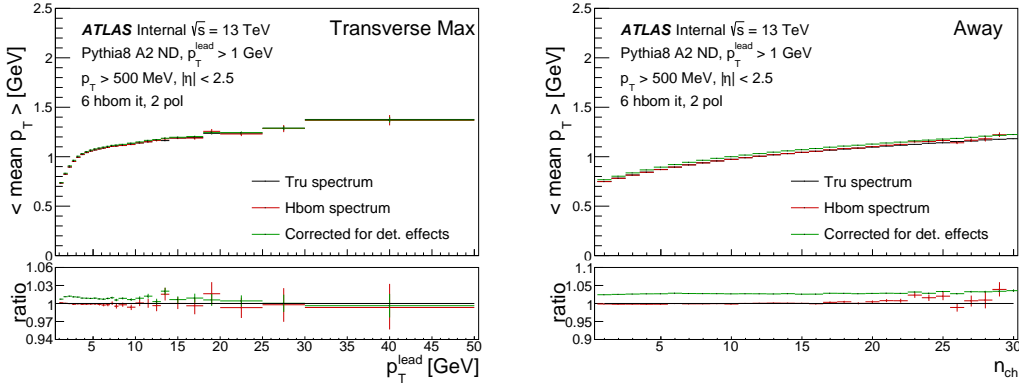 ATLAS Internal √s = 13 TeV
Transverse Max
Pythia8 A2 ND, p_T^lead > 1 GeV
p_T > 500 MeV, |η| < 2.5
6 hbom it, 2 pol
Tru spectrum
Hbom spectrum
Corrected for det. effects
< mean p_T > [GeV]
2.5
2
1.5
1
0.5
0
ratio
1.06
1.03
1.00
0.97
0.94
5 10 15 20 25 30 35 40 45 50
p_T^lead [GeV]
ATLAS Internal √s = 13 TeV
Away
Pythia8 A2 ND, p_T^lead > 1 GeV
p_T > 500 MeV, |η| < 2.5
6 hbom it, 2 pol
Tru spectrum
Hbom spectrum
Corrected for det. effects
< mean p_T > [GeV]
2.5
2
1.5
1
0.5
0
ratio
1.1
1.05
1.00
0.95
0.9
5 10 15 20 25 30
n_ch